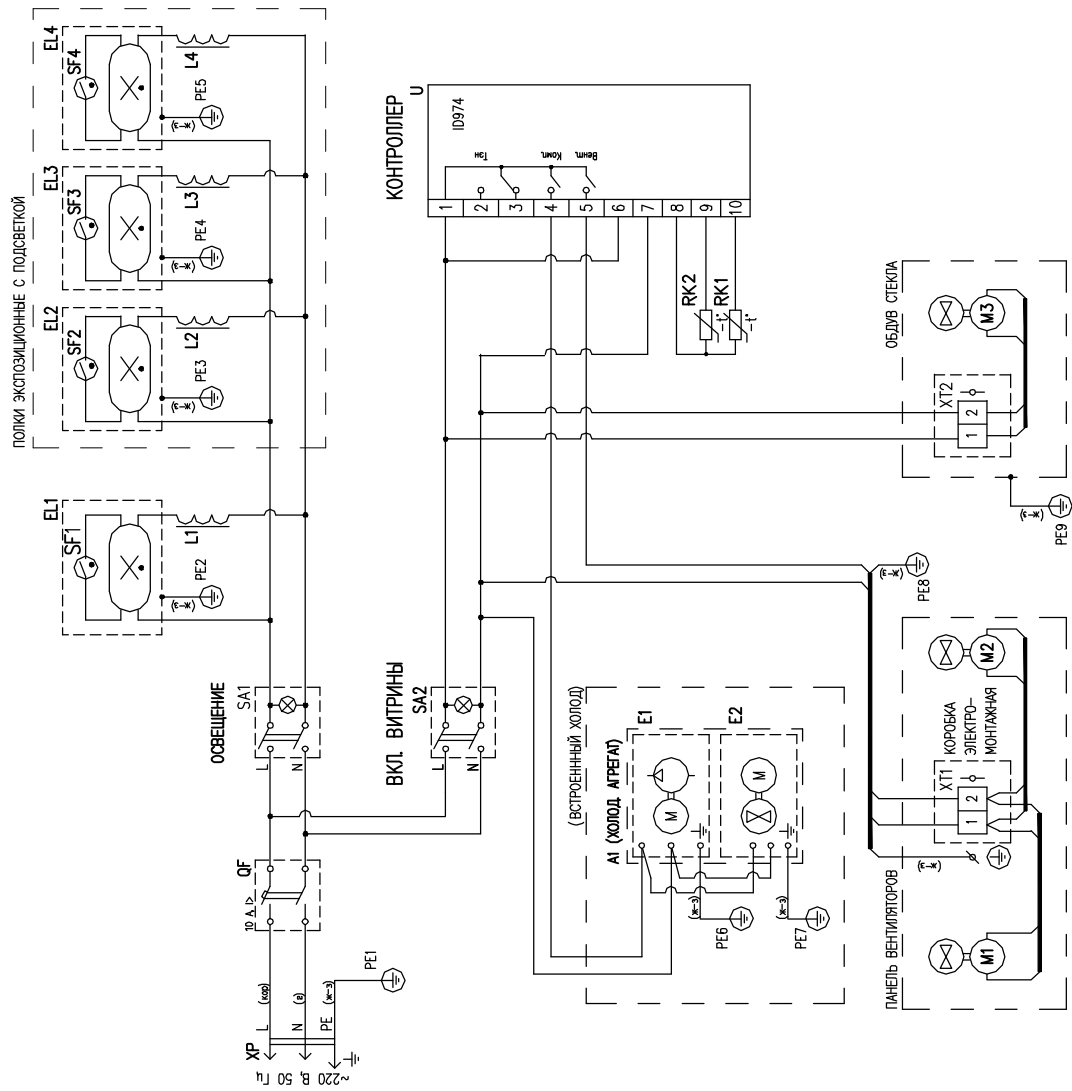 ПОЛКИ ЭКСПОЗИЦИОННЫЕ С ПОДСВЕТКОЙ
EL4
SF4
L4
PE5
(ж-з)
EL3
SF3
L3
PE4
(ж-з)
EL2
SF2
L2
PE3
(ж-з)
EL1
SF1
L1
PE2
(ж-з)
ОСВЕЩЕНИЕ
SA1
L
N
QF
10 А, I>
XP
~220 В, 50 Гц
L
(кор)
N
(г)
PE
(ж-з)
PE1
ВКЛ. ВИТРИНЫ
SA2
L
N
КОНТРОЛЛЕР
U
ID974
Тэн
Комп.
Вент.
1
2
3
4
5
6
7
8
9
10
RK2
-t°
RK1
-t°
(ВСТРОЕНННЫЙ ХОЛОД)
А1 (ХОЛОД. АГРЕГАТ)
E1
M
E2
M
(ж-з)
PE6
(ж-з)
PE7
ОБДУВ СТЕКЛА
M3
XT2
1
2
(ж-з)
PE9
(ж-з)
PE8
ПАНЕЛЬ ВЕНТИЛЯТОРОВ
M1
M2
XT1
1
2
КОРОБКА
ЭЛЕКТРО-
МОНТАЖНАЯ
(ж-з)